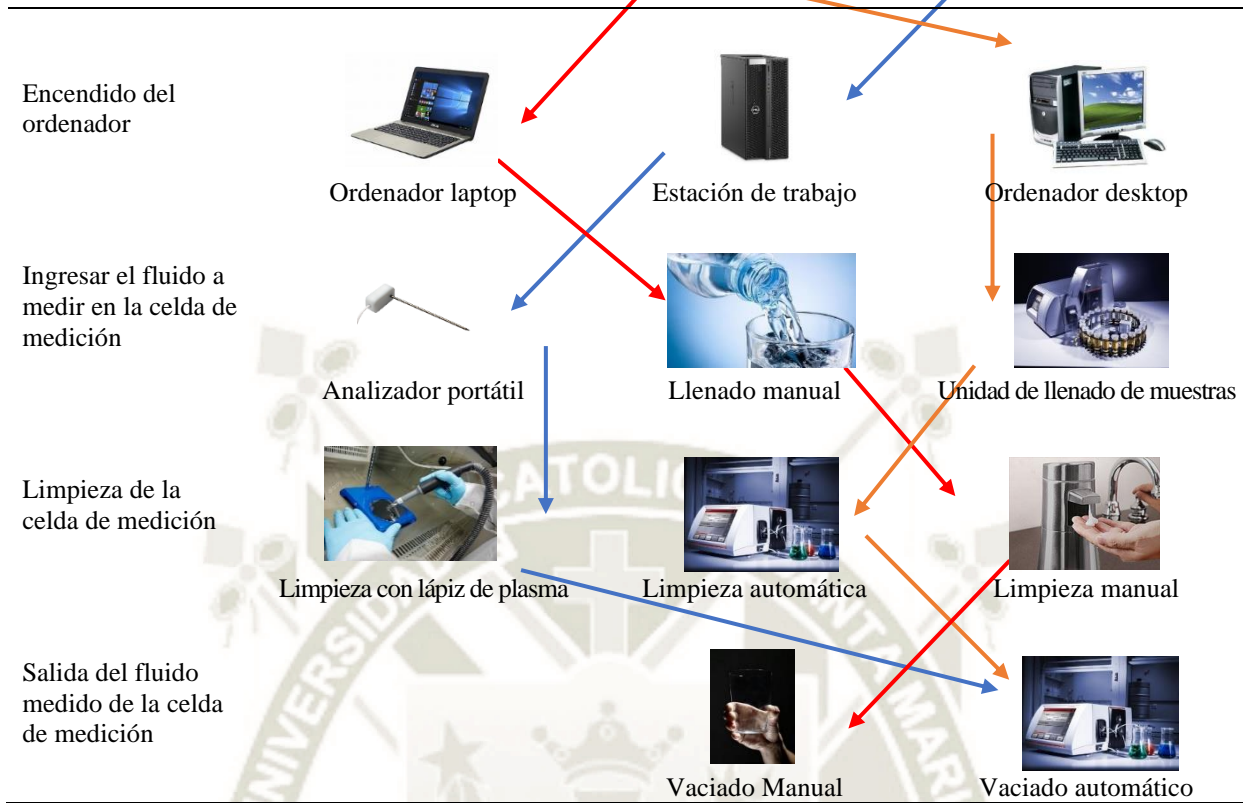 Encendido del
ordenador
Ordenador laptop
Estación de trabajo
Ordenador desktop
Ingresar el fluido a
medir en la celda de
medición
Analizador portátil
Llenado manual
Unidad de llenado de muestras
Limpieza de la
celda de medición
Limpieza con lápiz de plasma
Limpieza automática
Limpieza manual
Salida del fluido
medido de la celda
de medición
Vaciado Manual
Vaciado automático